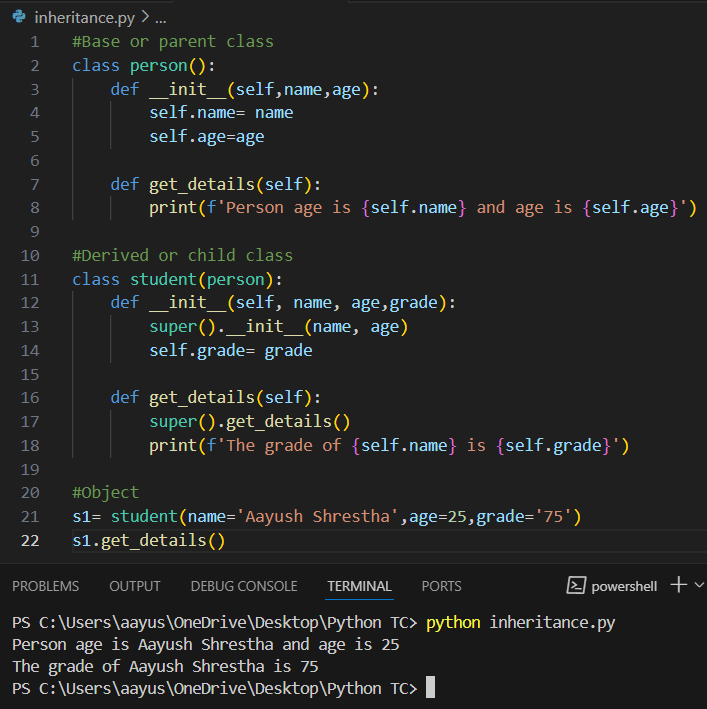 inheritance.py > ...
1 #Base or parent class
2 class person():
3     def __init__(self,name,age):
4         self.name= name
5         self.age=age
6
7     def get_details(self):
8         print(f'Person age is {self.name} and age is {self.age}')
9
10 #Derived or child class
11 class student(person):
12     def __init__(self, name, age,grade):
13         super().__init__(name, age)
14         self.grade= grade
15
16     def get_details(self):
17         super().get_details()
18         print(f'The grade of {self.name} is {self.grade}')
19
20 #Object
21 s1= student(name='Aayush Shrestha',age=25,grade='75')
22 s1.get_details()
PROBLEMS OUTPUT DEBUG CONSOLE TERMINAL PORTS powershell
PS C:\Users\aayus\OneDrive\Desktop\Python TC> python inheritance.py
Person age is Aayush Shrestha and age is 25
The grade of Aayush Shrestha is 75
PS C:\Users\aayus\OneDrive\Desktop\Python TC>